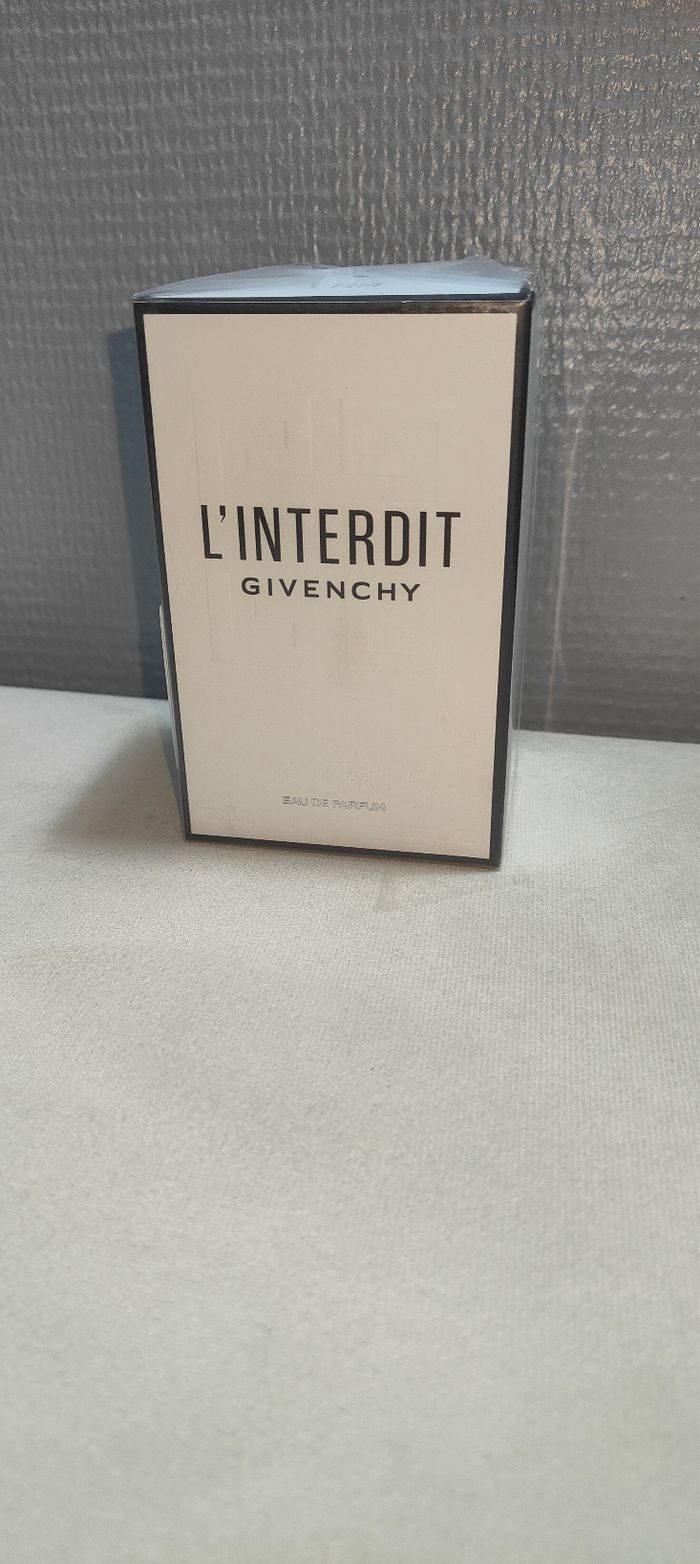 L'INTERDIT
GIVENCHY
EAU DE PARFUM